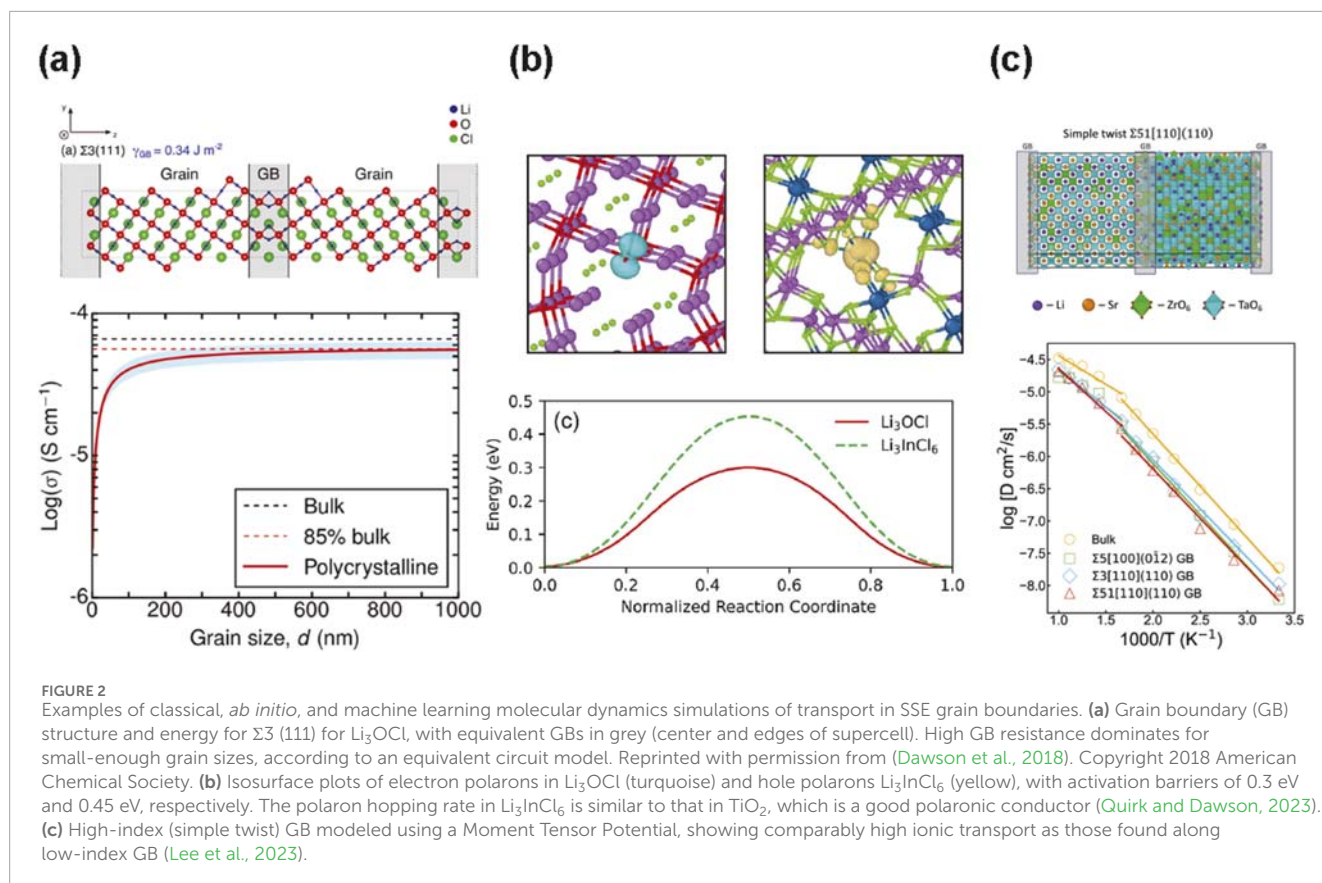 (a)
Y
z
Li
O
Cl
(a) Σ3(111) γGB = 0.34 J m⁻²
Grain GB Grain
-4
-5
-6
Log(σ) (S cm⁻¹)
Bulk
85% bulk
Polycrystalline
0 200 400 600 800 1000
Grain size, d (nm)
(b)
(c)
0.5
0.4
0.3
0.2
0.1
0.0
Energy (eV)
Li₃OCl
Li₃InCl₆
0.0 0.2 0.4 0.6 0.8 1.0
Normalized Reaction Coordinate
(c)
Simple twist Σ51[110](110)
GB GB GB
– Li – Sr – ZrO₆ – TaO₆
−4.5
−5.0
−5.5
−6.0
−6.5
−7.0
−7.5
−8.0
log [D cm²/s]
Bulk
Σ5[100](01̄2) GB
Σ3[110](110) GB
Σ51[110](110) GB
1.0 1.5 2.0 2.5 3.0 3.5
1000/T (K⁻¹)
FIGURE 2
Examples of classical, ab initio, and machine learning molecular dynamics simulations of transport in SSE grain boundaries. (a) Grain boundary (GB)
structure and energy for Σ3 (111) for Li₃OCl, with equivalent GBs in grey (center and edges of supercell). High GB resistance dominates for
small-enough grain sizes, according to an equivalent circuit model. Reprinted with permission from (Dawson et al., 2018). Copyright 2018 American
Chemical Society. (b) Isosurface plots of electron polarons in Li₃OCl (turquoise) and hole polarons Li₃InCl₆ (yellow), with activation barriers of 0.3 eV
and 0.45 eV, respectively. The polaron hopping rate in Li₃InCl₆ is similar to that in TiO₂, which is a good polaronic conductor (Quirk and Dawson, 2023).
(c) High-index (simple twist) GB modeled using a Moment Tensor Potential, showing comparably high ionic transport as those found along
low-index GB (Lee et al., 2023).